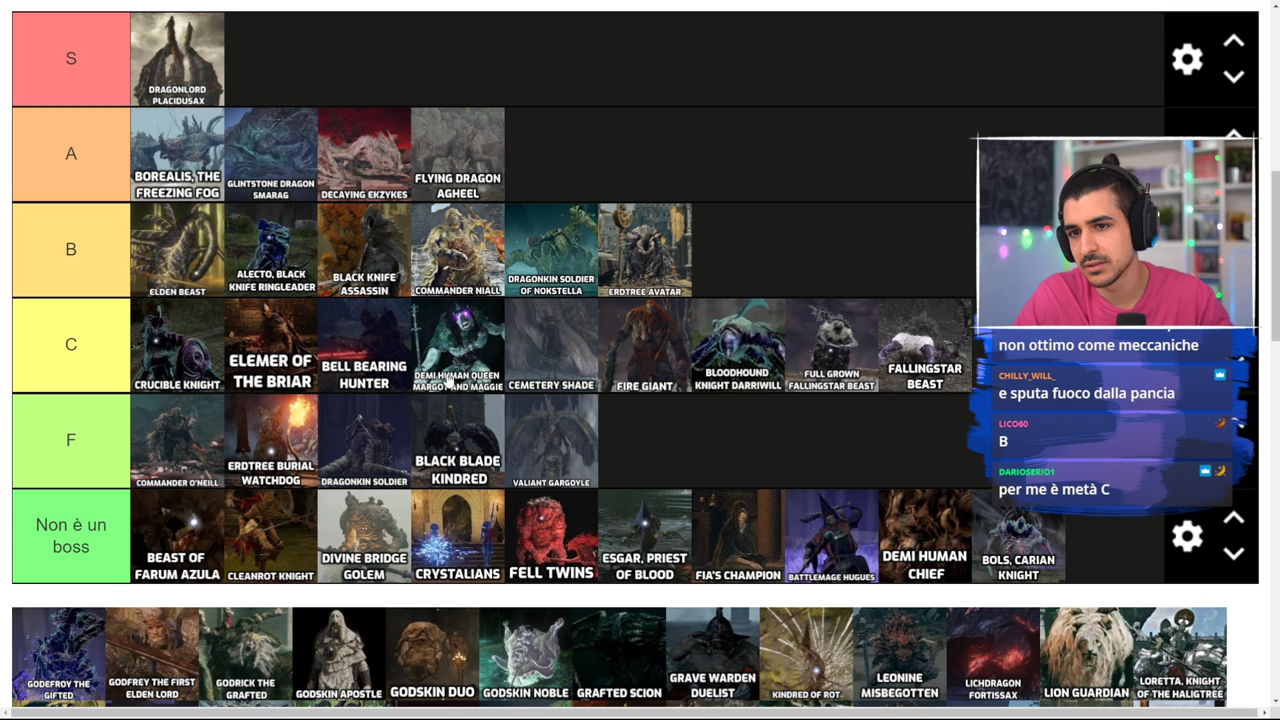 S
DRAGONLORD
PLACIDUSAX
A
BOREALIS, THE
FREEZING FOG
GLINTSTONE DRAGON
SMARAG
DECAYING EKZYKES
FLYING DRAGON
AGHEEL
B
ELDEN BEAST
ALECTO, BLACK
KNIFE RINGLEADER
BLACK KNIFE
ASSASSIN
COMMANDER NIALL
DRAGONKIN SOLDIER
OF NOKSTELLA
ERDTREE AVATAR
C
CRUCIBLE KNIGHT
ELEMER OF
THE BRIAR
BELL BEARING
HUNTER
DEMI HUMAN QUEEN
MARGOT AND MAGGIE
CEMETERY SHADE
FIRE GIANT
BLOODHOUND
KNIGHT DARRIWILL
FULL GROWN
FALLINGSTAR BEAST
FALLINGSTAR
BEAST
non ottimo come meccaniche
CHILLY_WILL_
e sputa fuoco dalla pancia
LICO60
B
DARIOSERIO1
per me è metà C
F
COMMANDER O'NEILL
ERDTREE BURIAL
WATCHDOG
DRAGONKIN SOLDIER
BLACK BLADE
KINDRED
VALIANT GARGOYLE
Non è un
boss
BEAST OF
FARUM AZULA
CLEANROT KNIGHT
DIVINE BRIDGE
GOLEM
CRYSTALIANS
FELL TWINS
ESGAR, PRIEST
OF BLOOD
FIA'S CHAMPION
BATTLEMAGE HUGUES
DEMI HUMAN
CHIEF
BOLS, CARIAN
KNIGHT
GODEFROY THE
GIFTED
GODFREY THE FIRST
ELDEN LORD
GODRICK THE
GRAFTED
GODSKIN APOSTLE
GODSKIN DUO
GODSKIN NOBLE
GRAFTED SCION
GRAVE WARDEN
DUELIST
KINDRED OF ROT
LEONINE
MISBEGOTTEN
LICHDRAGON
FORTISSAX
LION GUARDIAN
LORETTA, KNIGHT
OF THE HALIGTREE